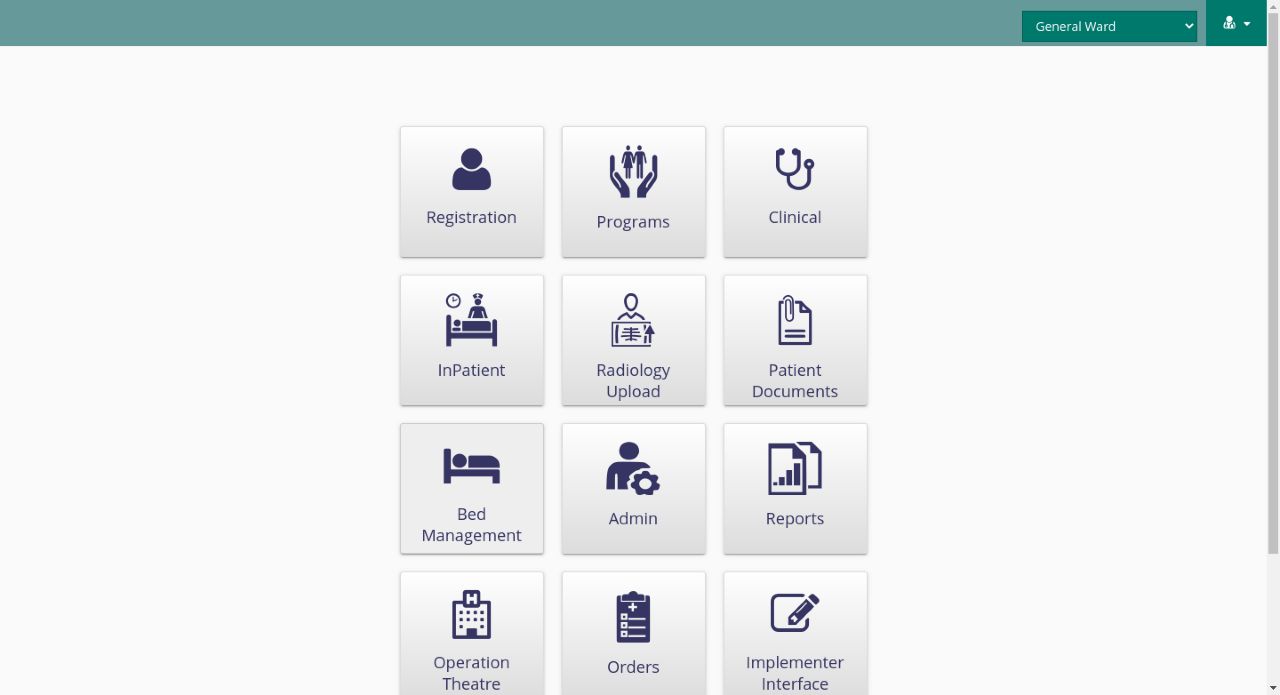 General Ward
Registration
Programs
Clinical
InPatient
Radiology
Upload
Patient
Documents
Bed
Management
Admin
Reports
Operation
Theatre
Orders
Implementer
Interface